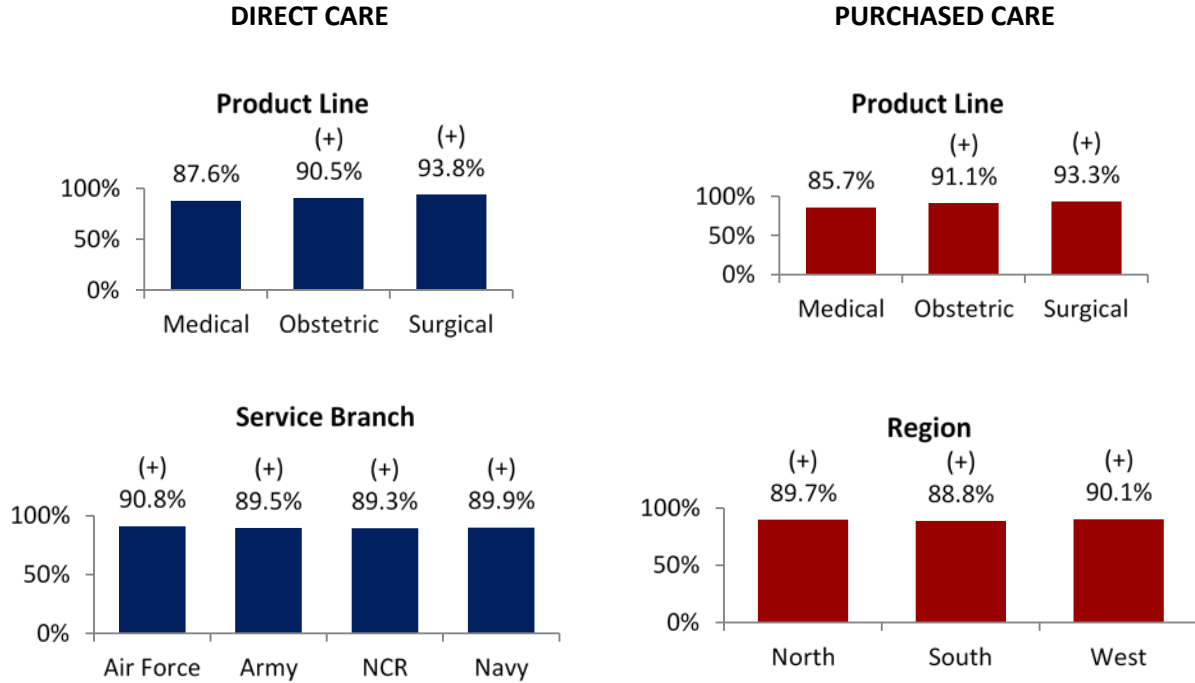 DIRECT CARE
PURCHASED CARE
Product Line
(+) (+)
87.6% 90.5% 93.8%
100%
50%
0%
Medical Obstetric Surgical
Product Line
(+) (+)
85.7% 91.1% 93.3%
100%
50%
0%
Medical Obstetric Surgical
Service Branch
(+) (+) (+) (+)
90.8% 89.5% 89.3% 89.9%
100%
50%
0%
Air Force Army NCR Navy
Region
(+) (+) (+)
89.7% 88.8% 90.1%
100%
50%
0%
North South West